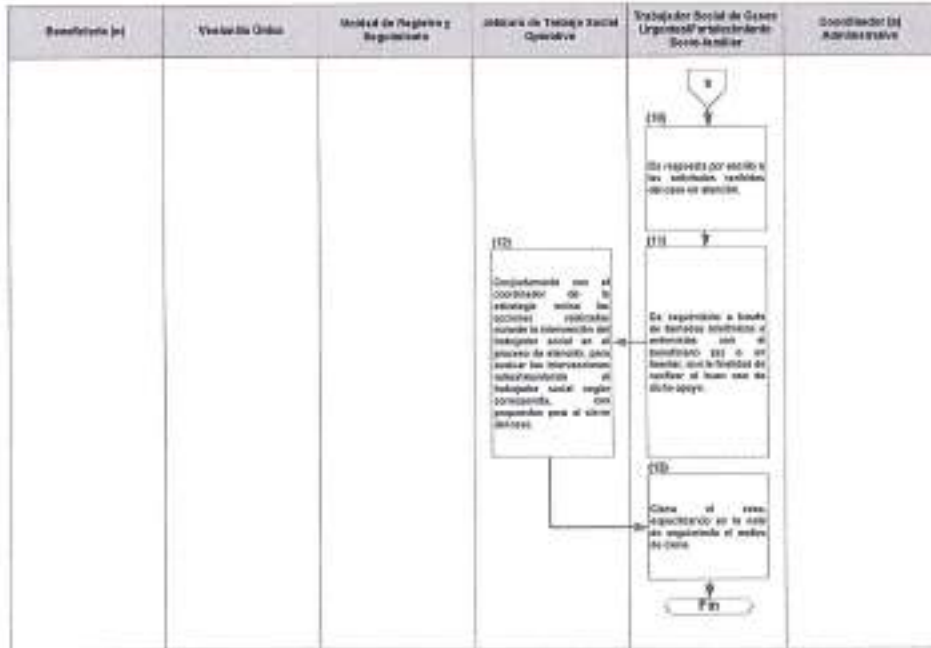 Beneficiario (a)
Ventanilla Única
Unidad de Registro y
Seguimiento
Jefatura de Trabajo Social
Operativo
Trabajador Social de Casos
Urgentes/Fortalecimiento
Socio-familiar
Coordinador (a)
Administrativo
(10)
Da respuesta por escrito a
las solicitudes recibidas
del caso en atención.
(11)
Da seguimiento a través
de llamadas telefónicas o
entrevistas con el
beneficiario (a) o un
familiar, con la finalidad de
verificar el buen uso de
dicho apoyo.
(12)
Conjuntamente con el
coordinador de la
estrategia revisa las
acciones realizadas
durante la intervención del
trabajador social en el
proceso de atención, para
evaluar las intervenciones
al
trabajador social según
corresponda, con
propuestas para el cierre
del caso.
(13)
Cierra el caso,
especificando en la nota
de seguimiento el motivo
de cierre.
Fin